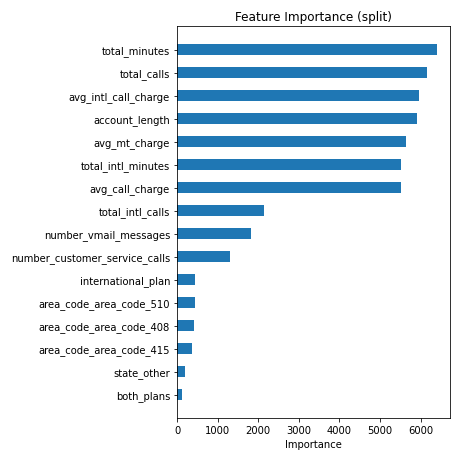 Feature Importance (split)
total_minutes
total_calls
avg_intl_call_charge
account_length
avg_mt_charge
total_intl_minutes
avg_call_charge
total_intl_calls
number_vmail_messages
number_customer_service_calls
international_plan
area_code_area_code_510
area_code_area_code_408
area_code_area_code_415
state_other
both_plans
0 1000 2000 3000 4000 5000 6000
Importance